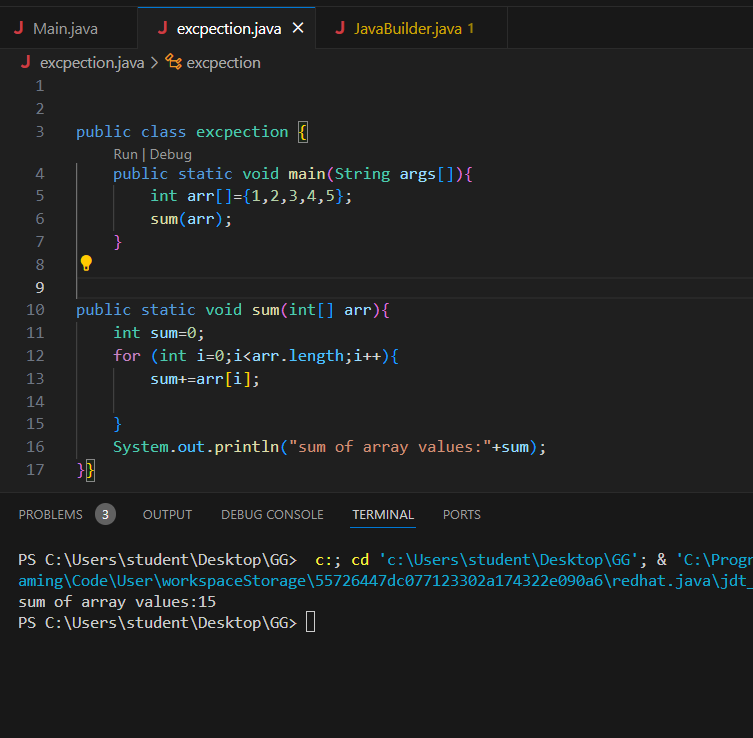 Main.java
excpection.java ×
JavaBuilder.java 1
excpection.java > excpection
1
2
3 public class excpection {
Run | Debug
4 public static void main(String args[]){
5 int arr[]={1,2,3,4,5};
6 sum(arr);
7 }
8
9
10 public static void sum(int[] arr){
11 int sum=0;
12 for (int i=0;i<arr.length;i++){
13 sum+=arr[i];
14
15 }
16 System.out.println("sum of array values:"+sum);
17 }}
PROBLEMS 3 OUTPUT DEBUG CONSOLE TERMINAL PORTS
PS C:\Users\student\Desktop\GG> c:; cd 'c:\Users\student\Desktop\GG'; & 'C:\Progr
aming\Code\User\workspaceStorage\55726447dc077123302a174322e090a6\redhat.java\jdt_
sum of array values:15
PS C:\Users\student\Desktop\GG>